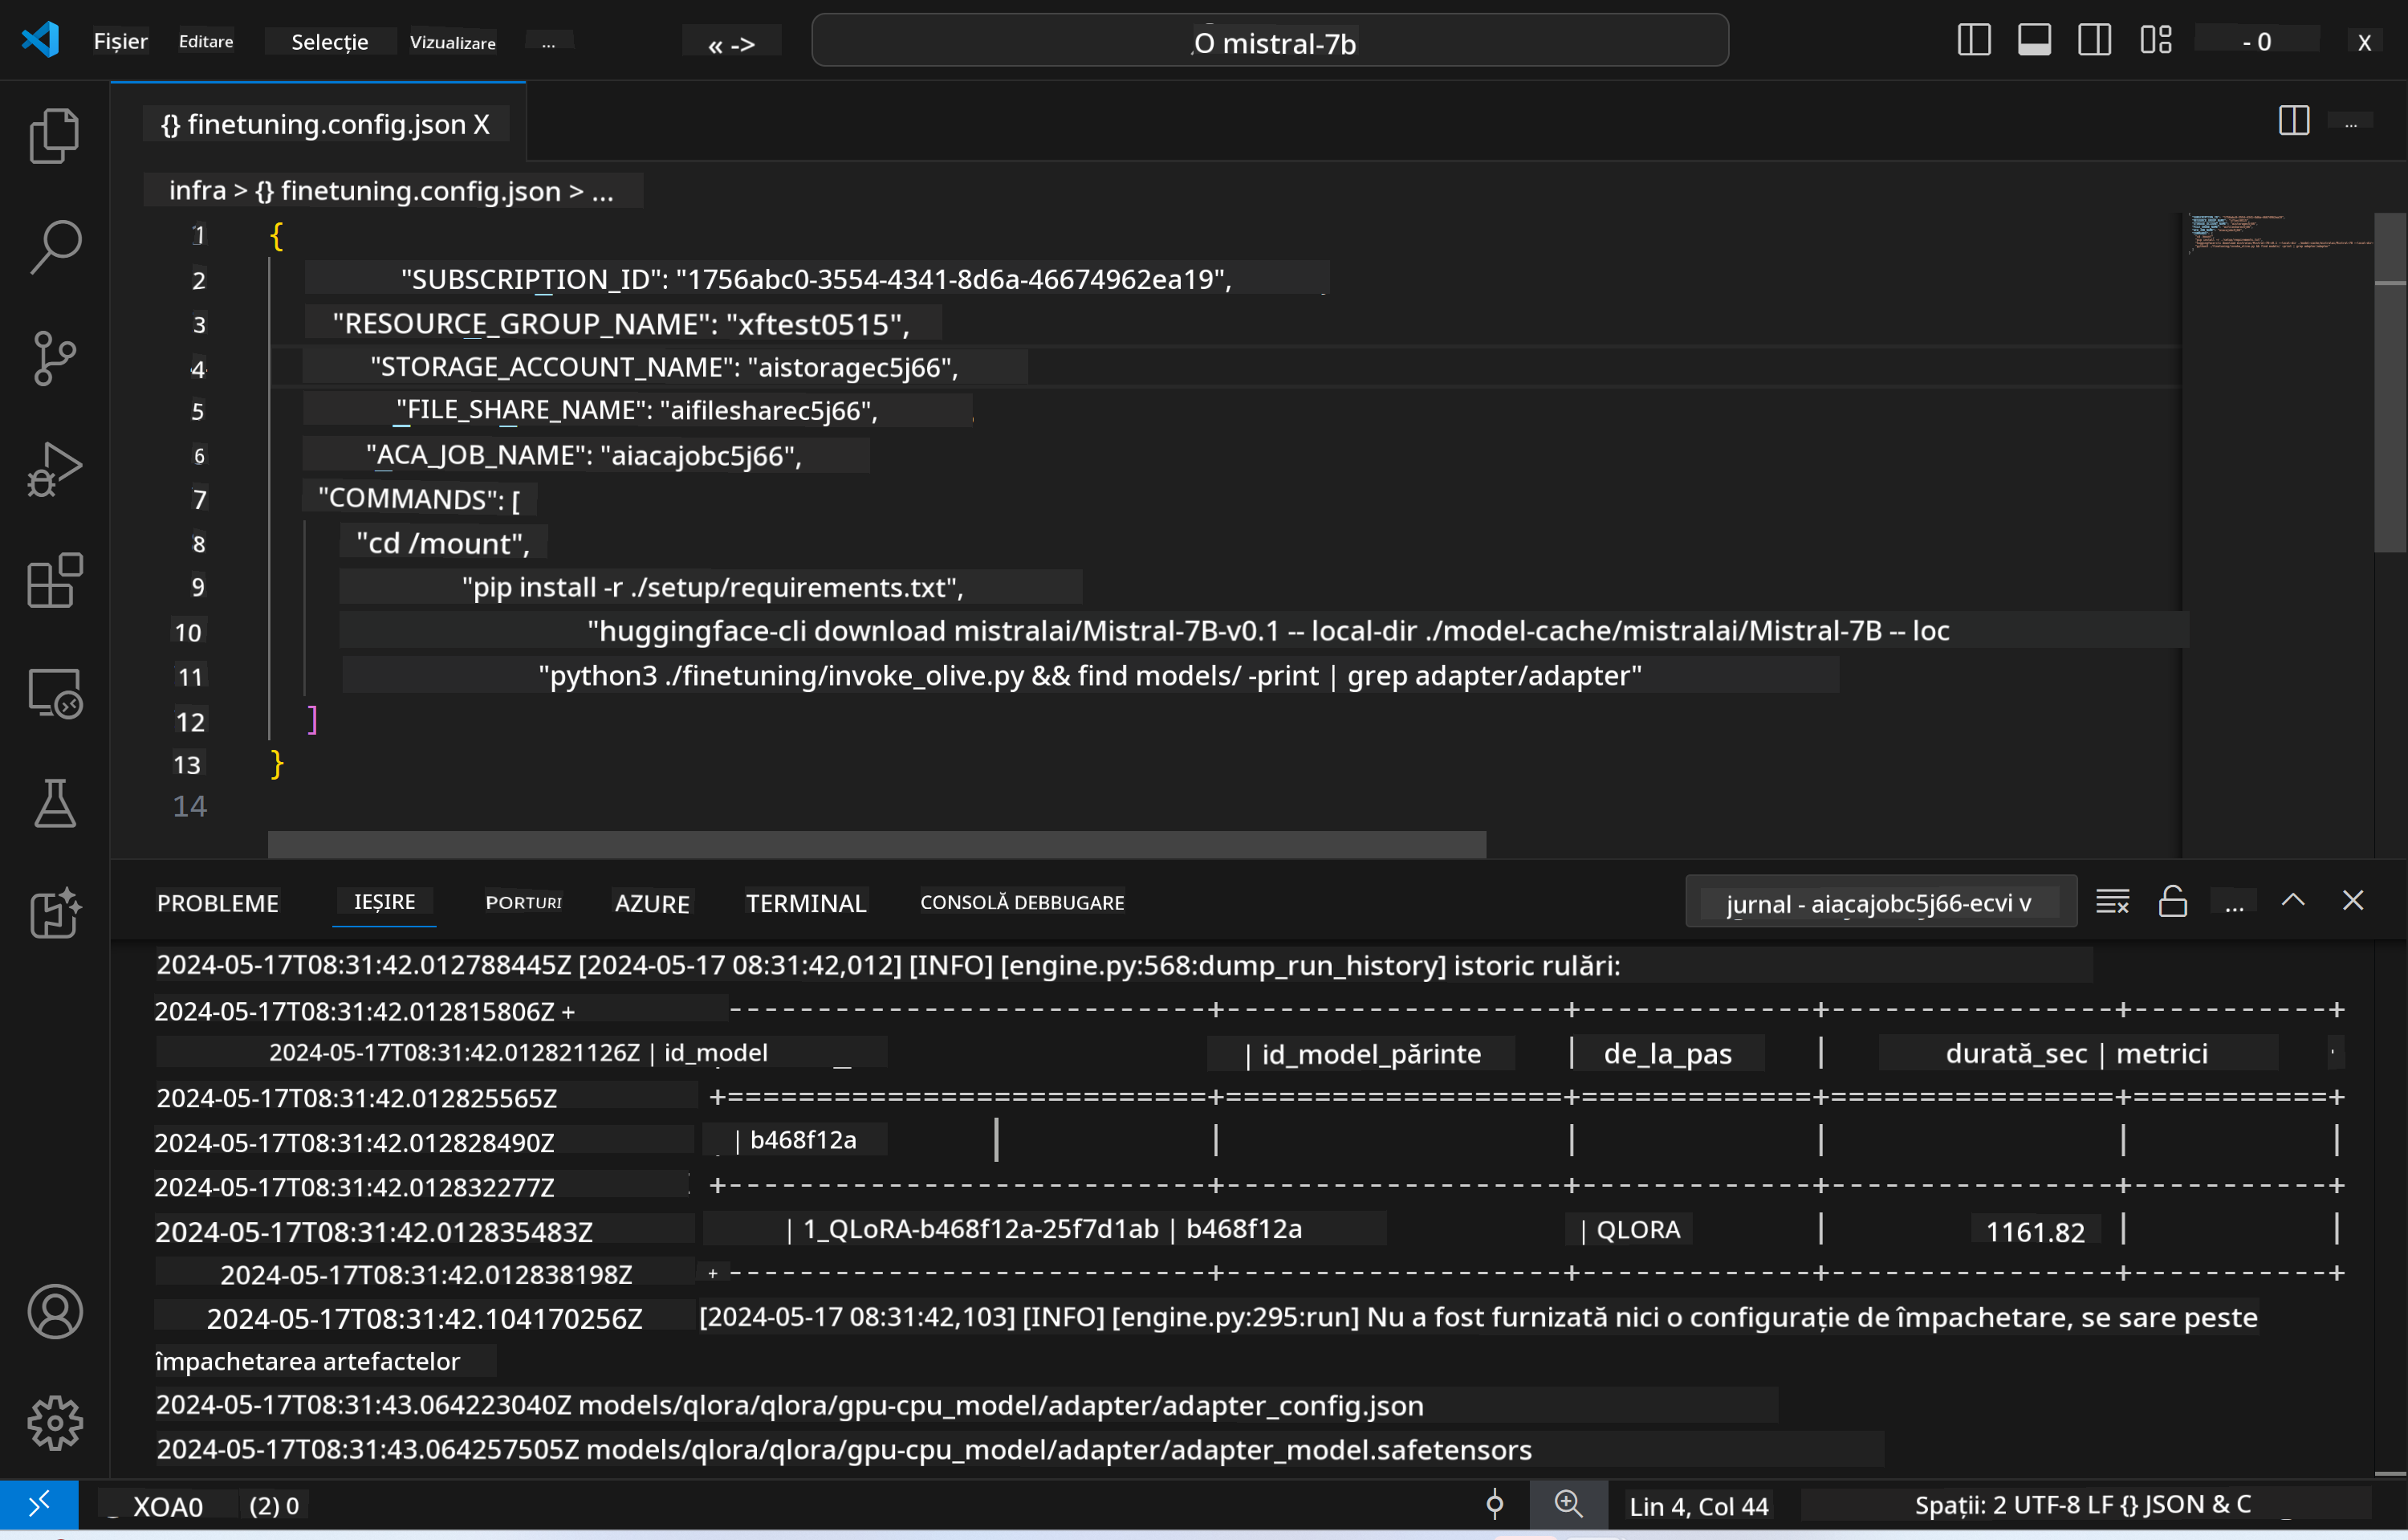 Fișier Editare Selecție Vizualizare ... « -> O mistral-7b - 0 X
{} finetuning.config.json X ...
infra > {} finetuning.config.json > ...
1 {
2 "SUBSCRIPTION_ID": "1756abc0-3554-4341-8d6a-46674962ea19",
3 "RESOURCE_GROUP_NAME": "xftest0515",
4 "STORAGE_ACCOUNT_NAME": "aistoragec5j66",
5 "FILE_SHARE_NAME": "aifilesharec5j66",
6 "ACA_JOB_NAME": "aiacajobc5j66",
7 "COMMANDS": [
8 "cd /mount",
9 "pip install -r ./setup/requirements.txt",
10 "huggingface-cli download mistralai/Mistral-7B-v0.1 -- local-dir ./model-cache/mistralai/Mistral-7B -- loc
11 "python3 ./finetuning/invoke_olive.py && find models/ -print | grep adapter/adapter"
12 ]
13 }
14
PROBLEME IEȘIRE PORTURI AZURE TERMINAL CONSOLĂ DEBBUGARE jurnal - aiacajobc5j66-ecvi v ...
2024-05-17T08:31:42.012788445Z [2024-05-17 08:31:42,012] [INFO] [engine.py:568:dump_run_history] istoric rulări:
2024-05-17T08:31:42.012815806Z +---------------------------+-------------------+-------------+----------------+-----------+
2024-05-17T08:31:42.012821126Z | id_model | id_model_părinte | de_la_pas | durată_sec | metrici
2024-05-17T08:31:42.012825565Z +===========================+===================+=============+================+===========+
2024-05-17T08:31:42.012828490Z | b468f12a | | | | |
2024-05-17T08:31:42.012832277Z +---------------------------+-------------------+-------------+----------------+-----------+
2024-05-17T08:31:42.012835483Z | 1_QLoRA-b468f12a-25f7d1ab | b468f12a | QLORA | 1161.82 | |
2024-05-17T08:31:42.012838198Z +---------------------------+-------------------+-------------+----------------+-----------+
2024-05-17T08:31:42.104170256Z [2024-05-17 08:31:42,103] [INFO] [engine.py:295:run] Nu a fost furnizată nici o configurație de împachetare, se sare peste
împachetarea artefactelor
2024-05-17T08:31:43.064223040Z models/qlora/qlora/gpu-cpu_model/adapter/adapter_config.json
2024-05-17T08:31:43.064257505Z models/qlora/qlora/gpu-cpu_model/adapter/adapter_model.safetensors
XOA0 (2) 0 Lin 4, Col 44 Spații: 2 UTF-8 LF {} JSON & C